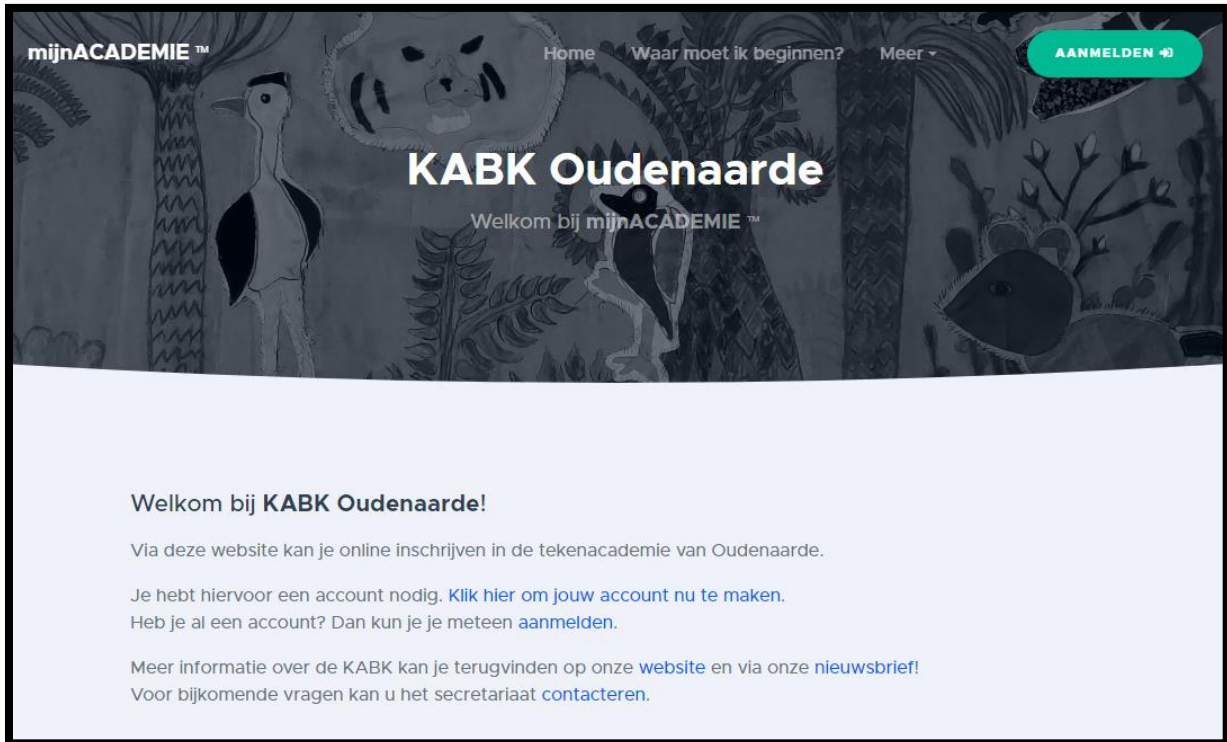 mijnACADEMIE ™
Home Waar moet ik beginnen? Meer AANMELDEN
KABK Oudenaarde
Welkom bij mijnACADEMIE ™
Welkom bij KABK Oudenaarde!
Via deze website kan je online inschrijven in de tekenacademie van Oudenaarde.
Je hebt hiervoor een account nodig. Klik hier om jouw account nu te maken.
Heb je al een account? Dan kun je je meteen aanmelden.
Meer informatie over de KABK kan je terugvinden op onze website en via onze nieuwsbrief!
Voor bijkomende vragen kan u het secretariaat contacteren.